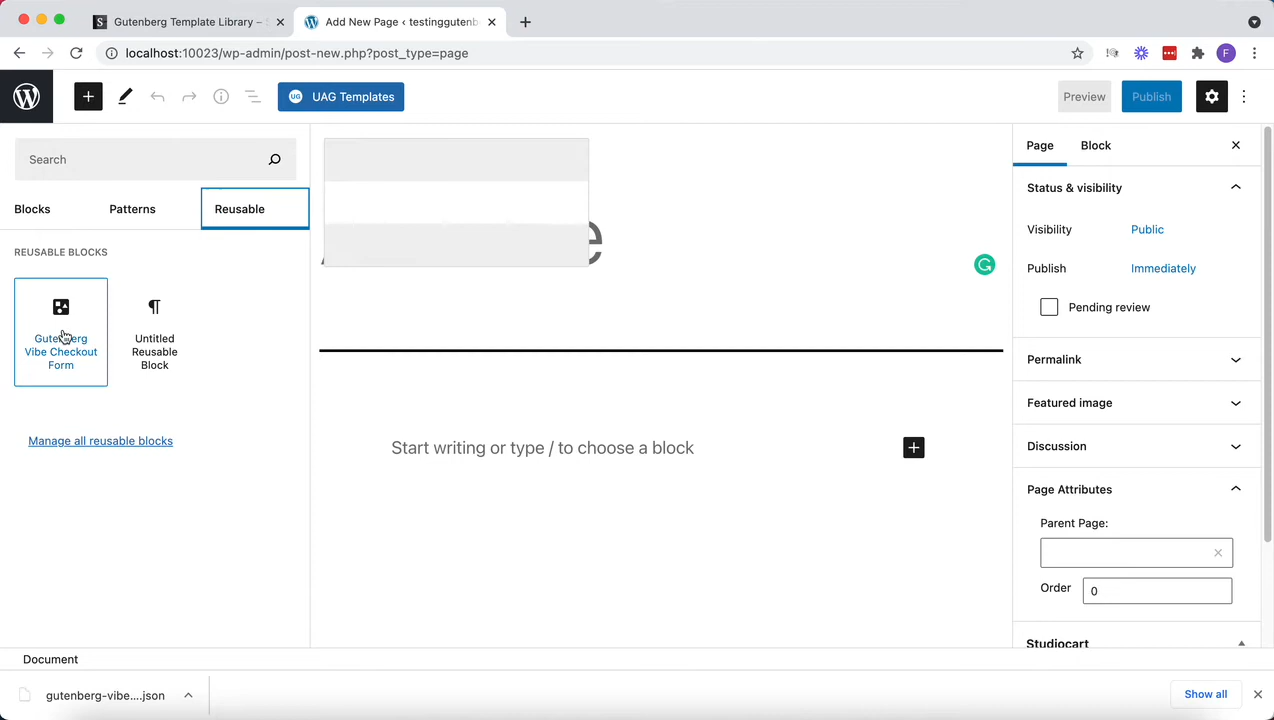 Gutenberg Template Library –
Add New Page ‹ testinggutenb
localhost:10023/wp-admin/post-new.php?post_type=page
F
UAG Templates
Preview
Publish
Search
Blocks
Patterns
Reusable
REUSABLE BLOCKS
Gutenberg
Vibe Checkout
Form
Untitled
Reusable
Block
Manage all reusable blocks
e
Start writing or type / to choose a block
Page
Block
Status & visibility
Visibility
Public
Publish
Immediately
Pending review
Permalink
Featured image
Discussion
Page Attributes
Parent Page:
Order
0
Studiocart
Document
gutenberg-vibe....json
Show all